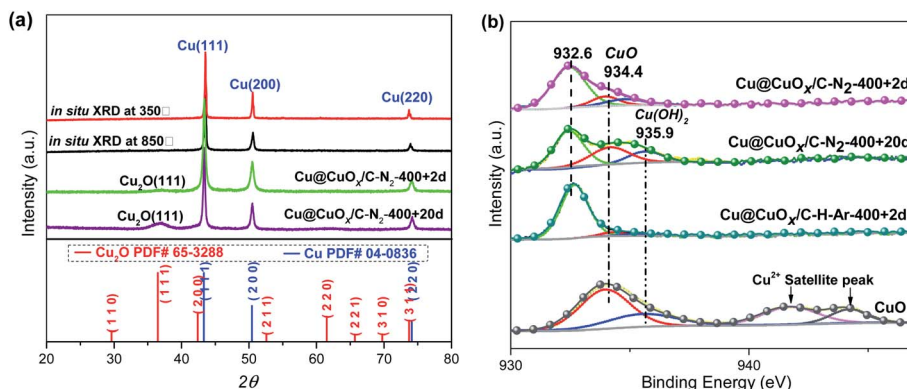 (a)
Cu(111)
Cu(200)
Cu(220)
in situ XRD at 350□
in situ XRD at 850□
Cu₂O(111)
Cu@CuOₓ/C-N₂-400+2d
Cu₂O(111)
Cu@CuOₓ/C-N₂-400+20d
Cu₂O PDF# 65-3288
Cu PDF# 04-0836
(1 1 0)
(1 1 1)
(2 0 0)
(1 1 1)
(2 0 0)
(2 1 1)
(2 2 0)
(2 2 1)
(3 1 0)
(3 1 1)
(2 2 0)
20 30 40 50 60 70 80
2θ
Intensity (a.u.)
(b)
932.6
CuO
934.4
Cu@CuOₓ/C-N₂-400+2d
Cu(OH)₂
935.9
Cu@CuOₓ/C-N₂-400+20d
Cu@CuOₓ/C-H-Ar-400+2d
Cu²⁺ Satellite peak
CuO
930 940
Binding Energy (eV)
Intensity (a.u.)